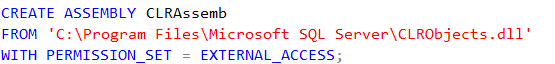 CREATE ASSEMBLY CLRAssemb
FROM 'C:\Program Files\Microsoft SQL Server\CLRObjects.dll'
WITH PERMISSION_SET = EXTERNAL_ACCESS;